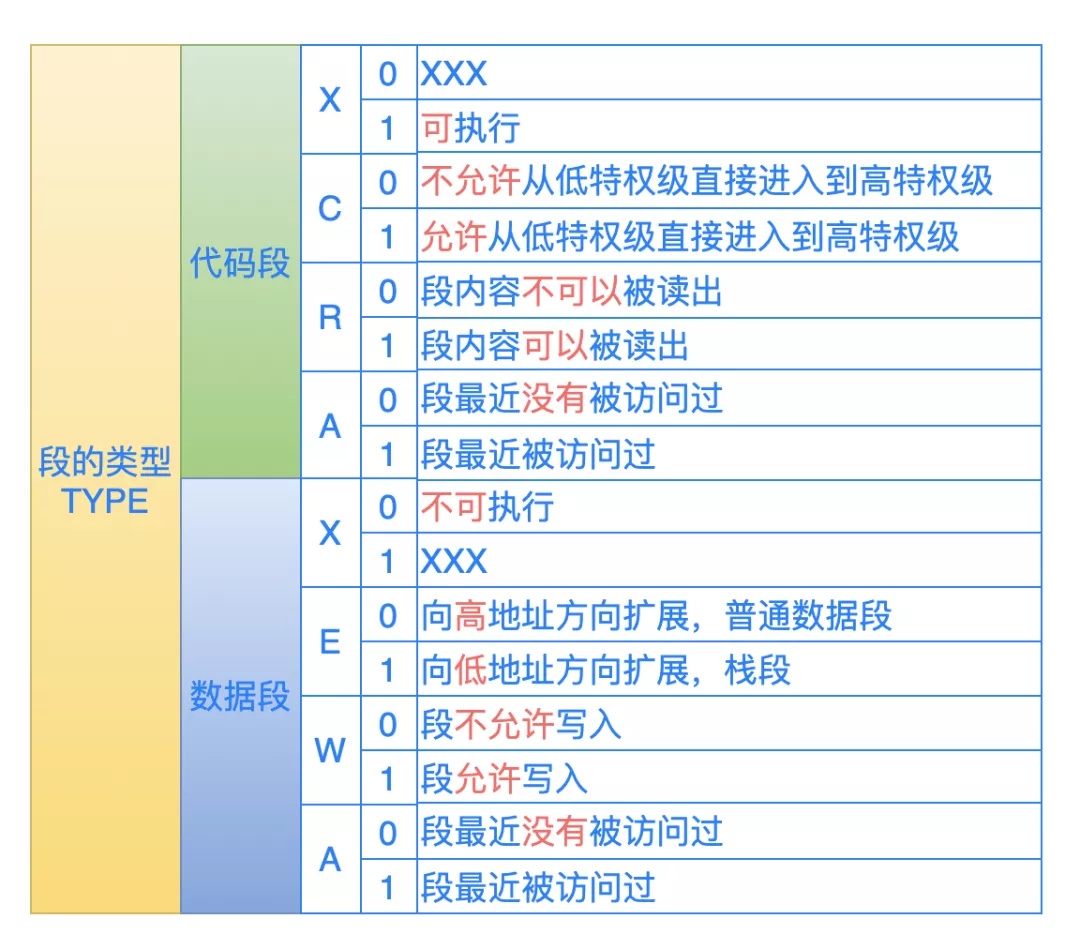 段的类型
TYPE
代码段
X
0 XXX
1 可执行
C
0 不允许从低特权级直接进入到高特权级
1 允许从低特权级直接进入到高特权级
R
0 段内容不可以被读出
1 段内容可以被读出
A
0 段最近没有被访问过
1 段最近被访问过
数据段
X
0 不可执行
1 XXX
E
0 向高地址方向扩展，普通数据段
1 向低地址方向扩展，栈段
W
0 段不允许写入
1 段允许写入
A
0 段最近没有被访问过
1 段最近被访问过